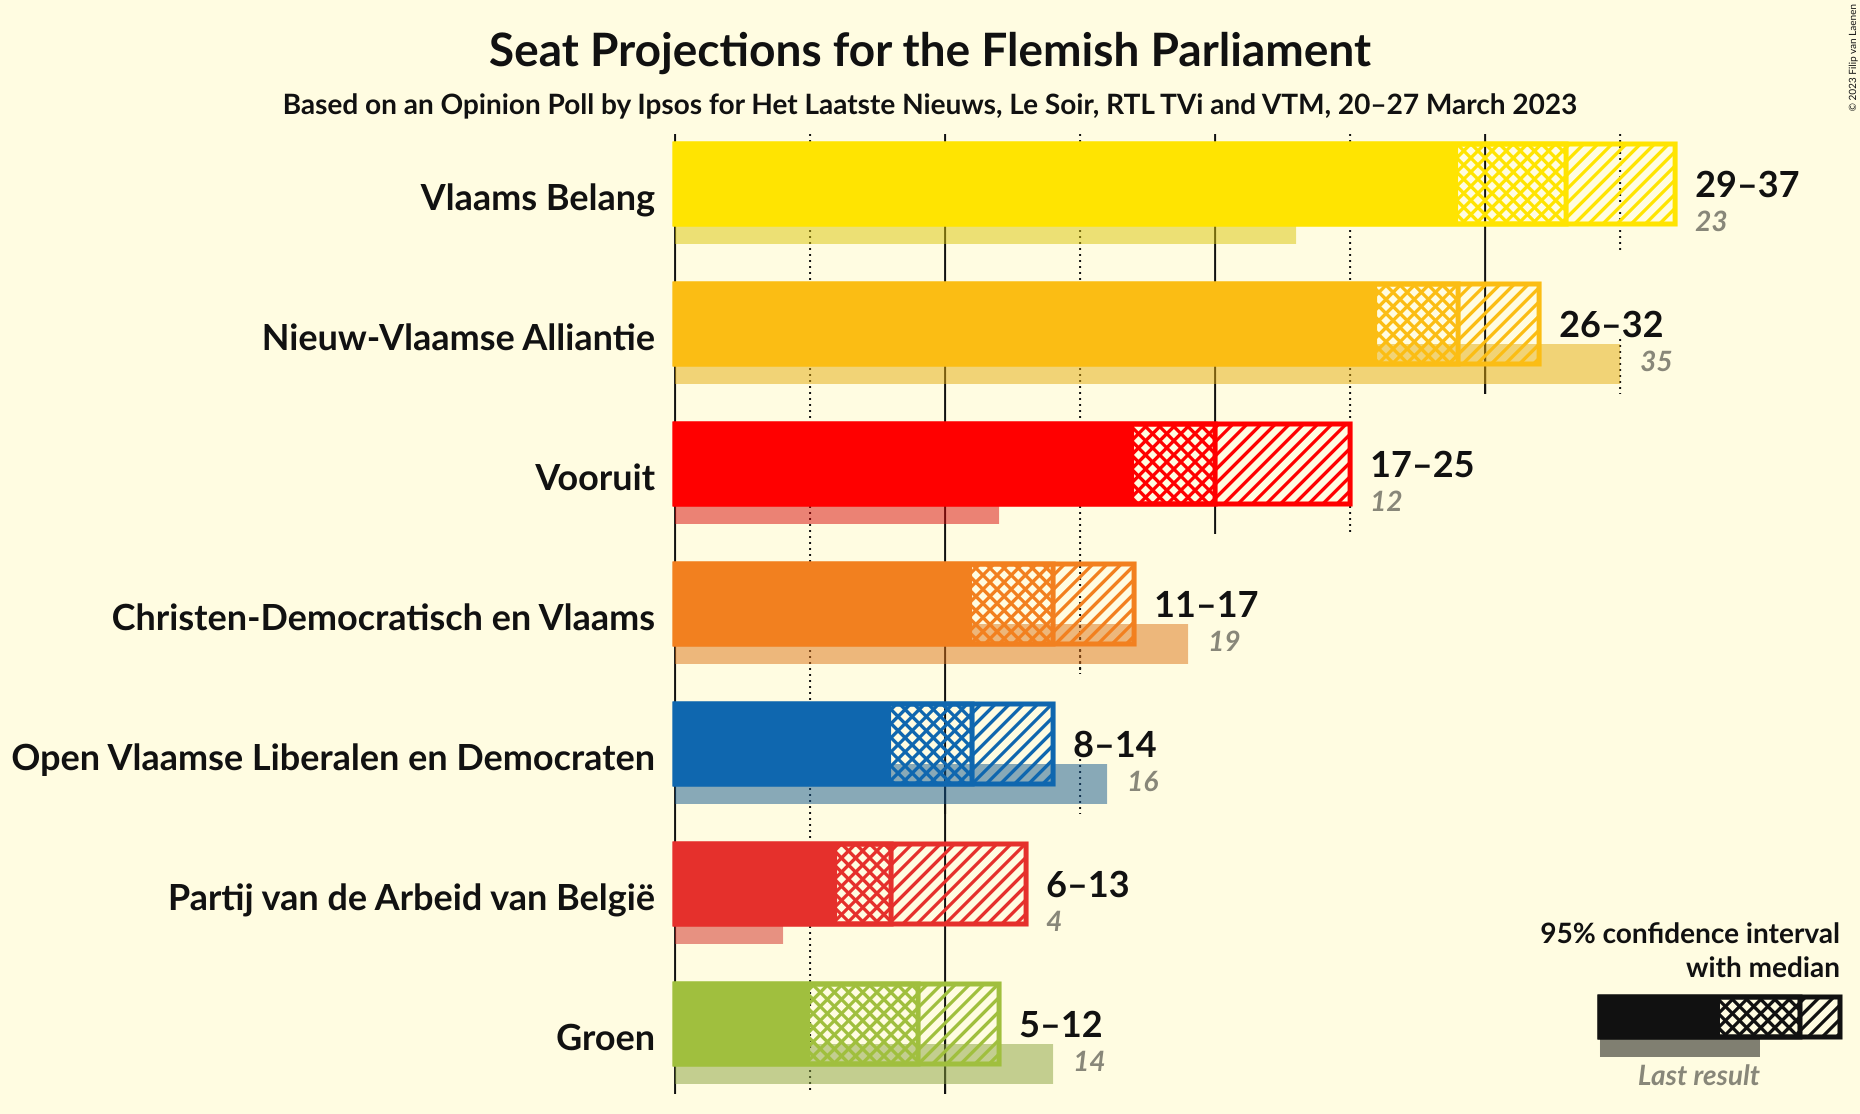 Seat Projections for the Flemish Parliament
Based on an Opinion Poll by Ipsos for Het Laatste Nieuws, Le Soir, RTL TVi and VTM, 20–27 March 2023
© 2023 Filip van Laenen
Vlaams Belang
29–37
23
Nieuw-Vlaamse Alliantie
26–32
35
Vooruit
17–25
12
Christen-Democratisch en Vlaams
11–17
19
Open Vlaamse Liberalen en Democraten
8–14
16
Partij van de Arbeid van België
6–13
4
Groen
5–12
14
95% confidence interval
with median
Last result